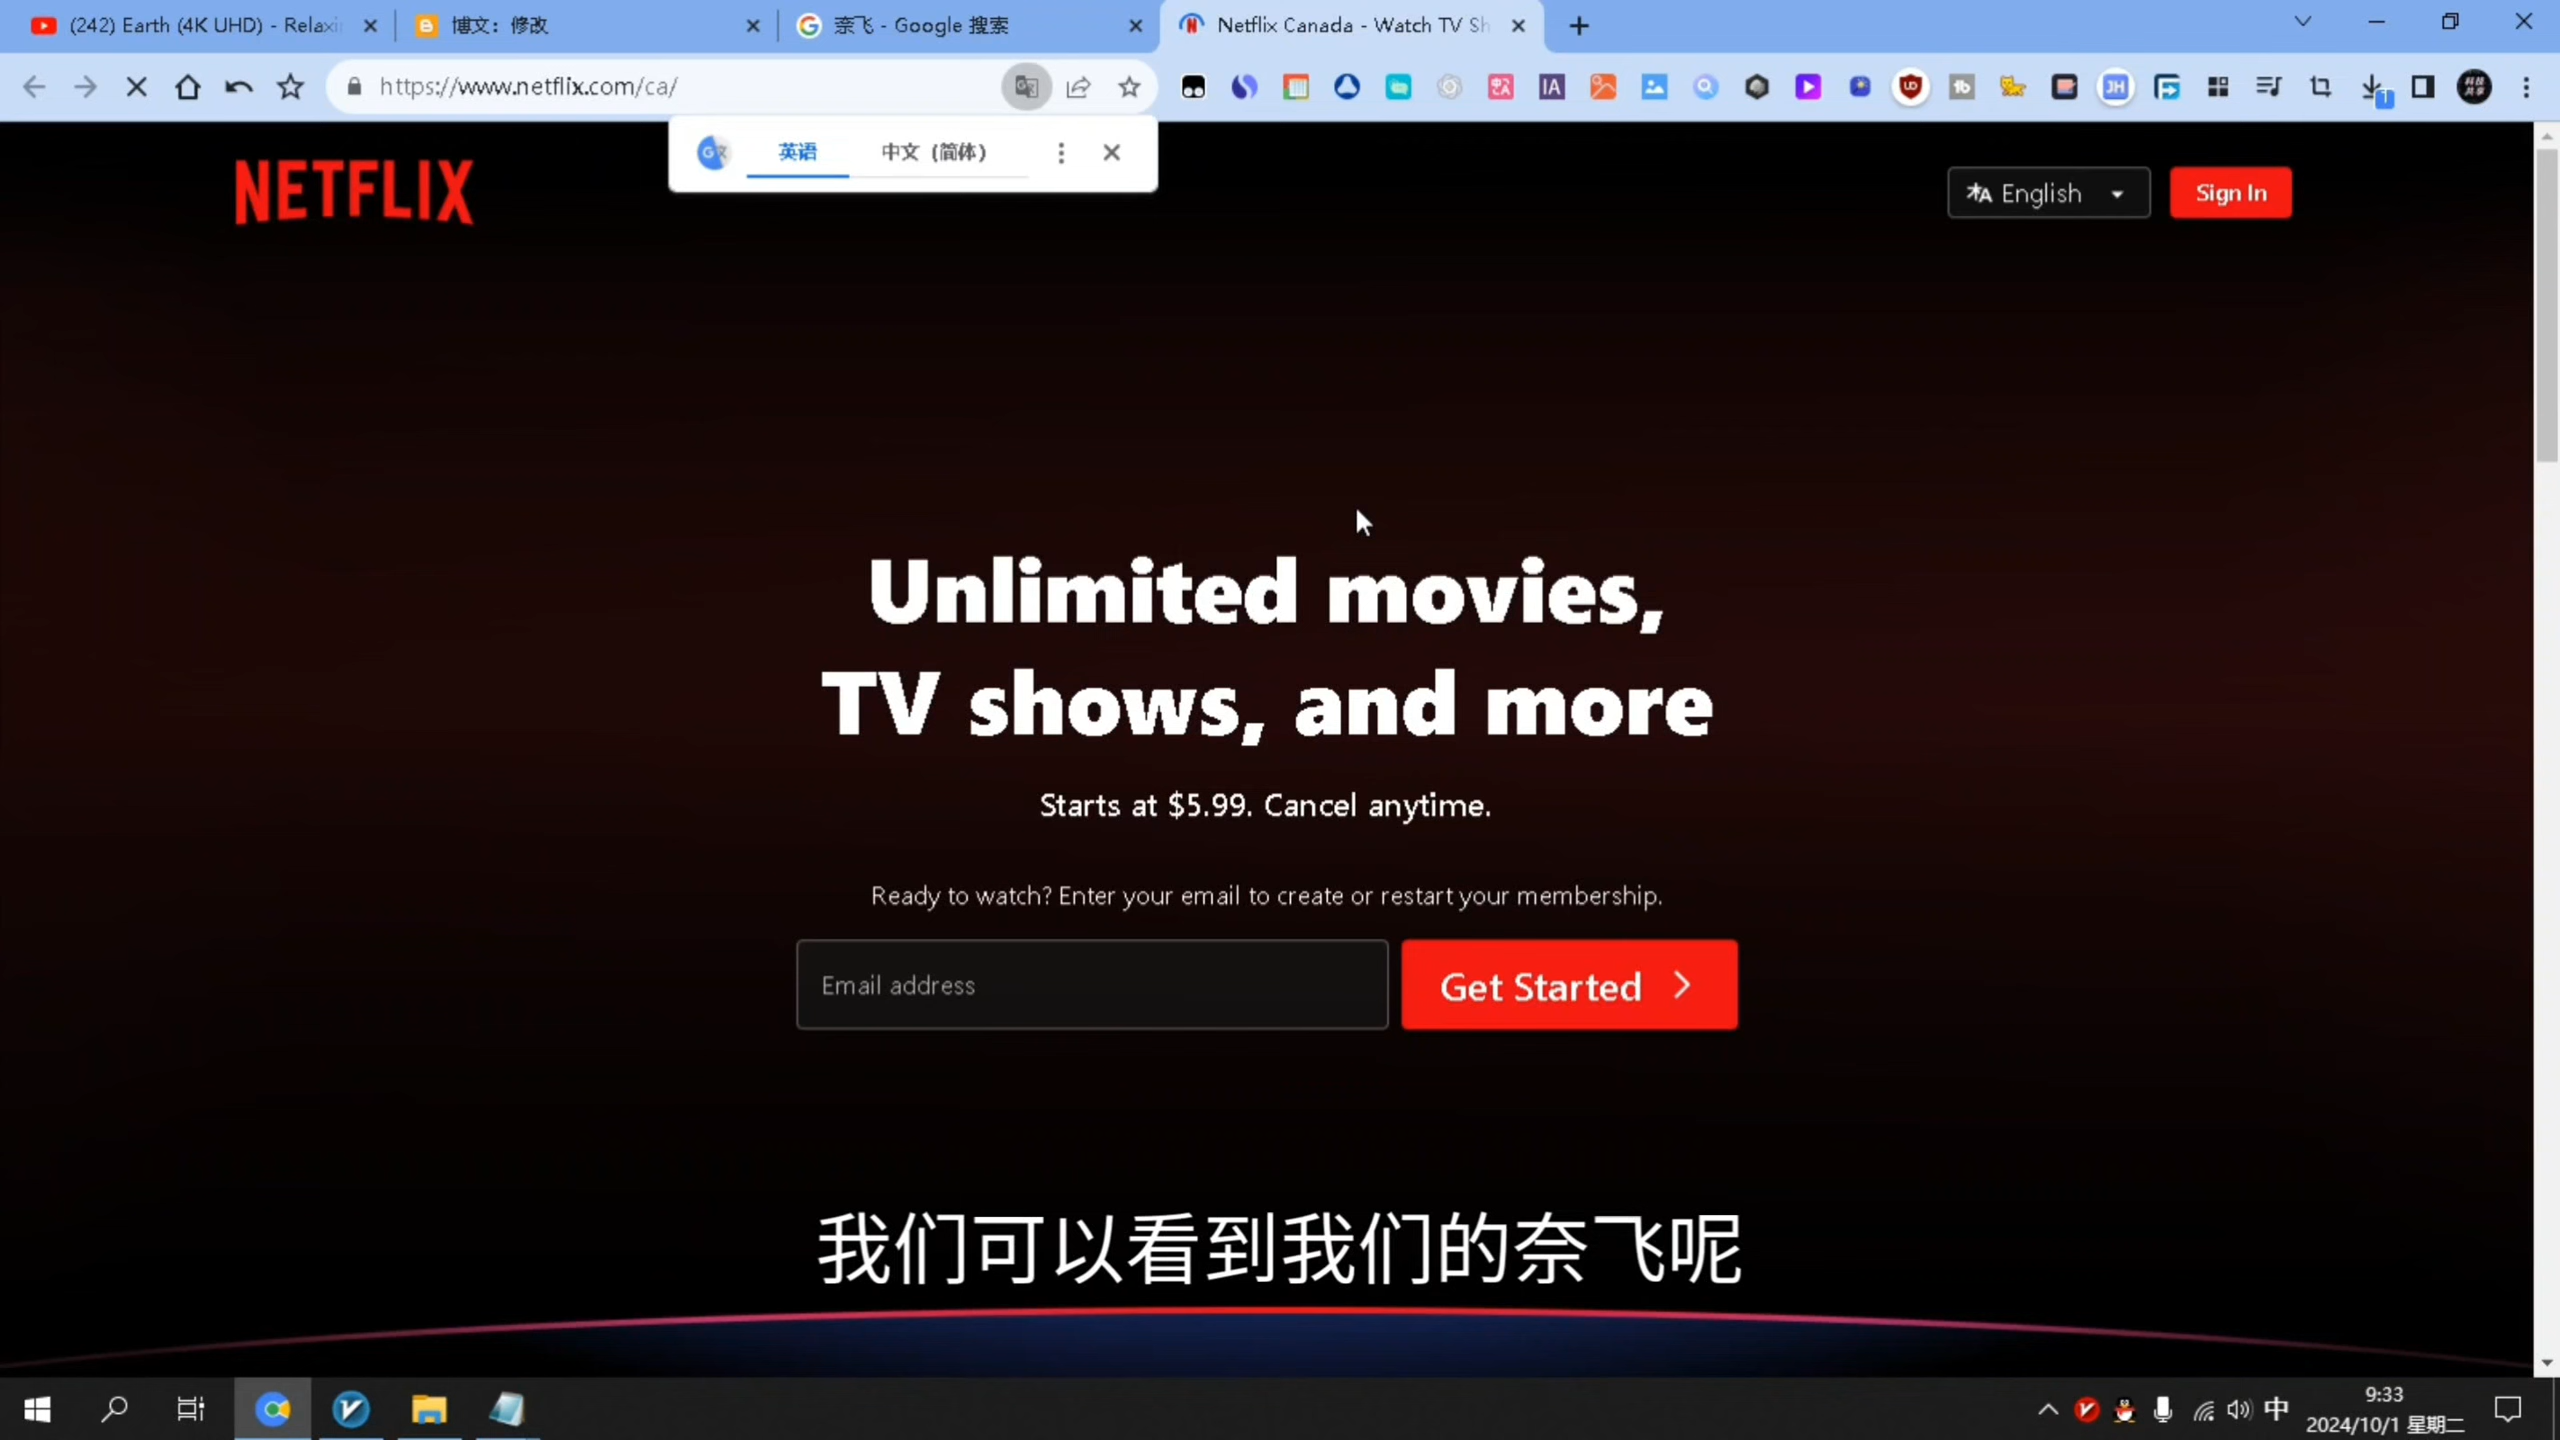 (242) Earth (4K UHD) - Relaxi
博文：修改
奈飞 - Google 搜索
Netflix Canada - Watch TV Sh
https://www.netflix.com/ca/
英语
中文（简体）
NETFLIX
English
Sign In
Unlimited movies,
TV shows, and more
Starts at $5.99. Cancel anytime.
Ready to watch? Enter your email to create or restart your membership.
Email address
Get Started
我们可以看到我们的奈飞呢
中
9:33
2024/10/1 星期二